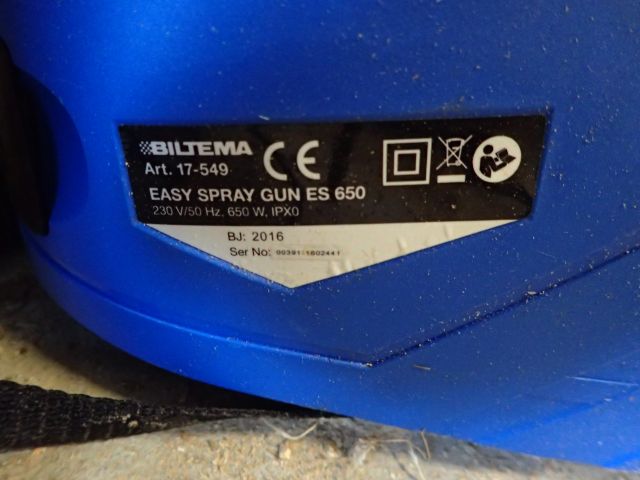 BILTEMA
Art. 17-549
CE
EASY SPRAY GUN ES 650
230 V/50 Hz, 650 W, IPX0
BJ: 2016
Ser No: